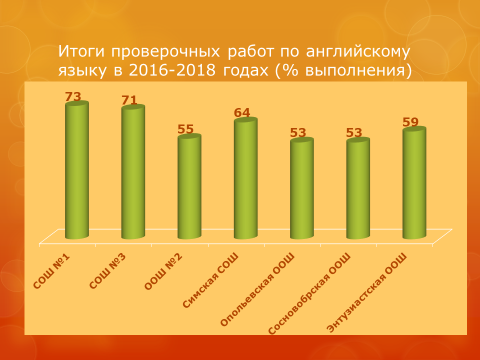 Итоги проверочных работ по английскому
языку в 2016-2018 годах (% выполнения)
73
71
55
64
53
53
59
СОШ №1
СОШ №3
ООШ №2
Симская СОШ
Опольевская ООШ
Сосновобрская ООШ
Энтузиастская ООШ